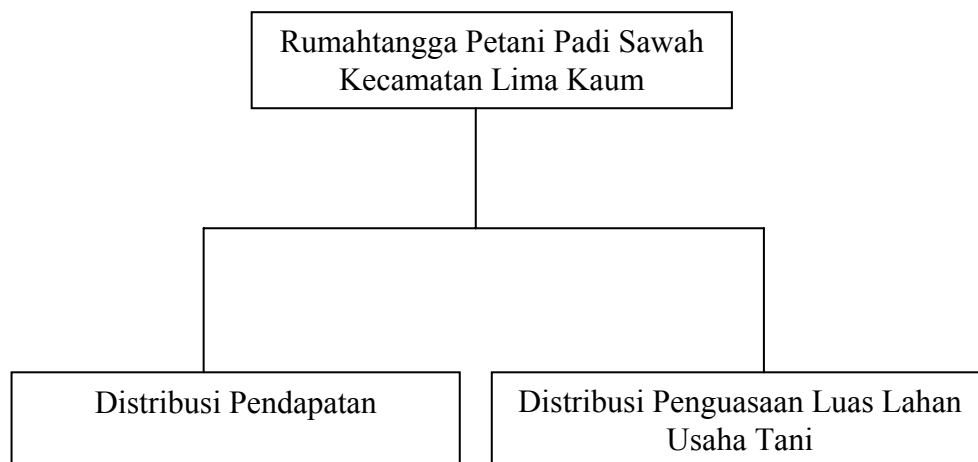 Rumahtangga Petani Padi Sawah
Kecamatan Lima Kaum
Distribusi Pendapatan
Distribusi Penguasaan Luas Lahan
Usaha Tani